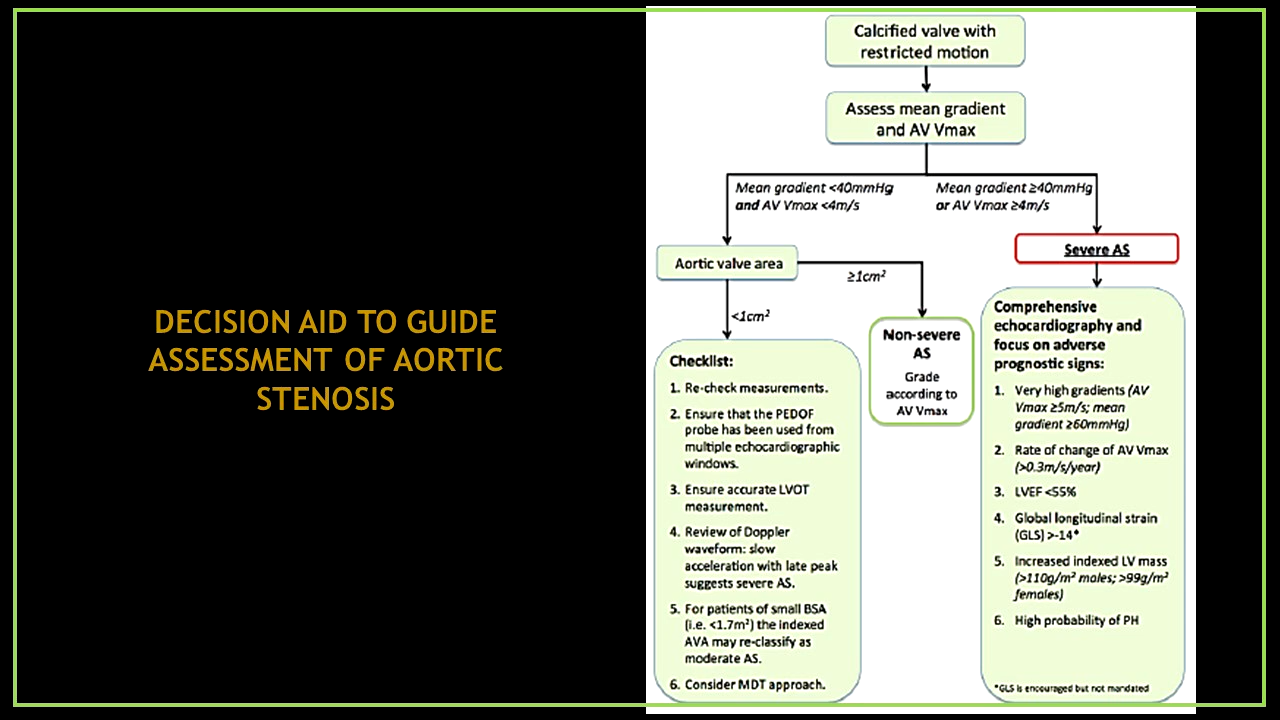 DECISION AID TO GUIDE
ASSESSMENT OF AORTIC
STENOSIS
Calcified valve with
restricted motion
Assess mean gradient
and AV Vmax
Mean gradient <40mmHg
and AV Vmax <4m/s
Mean gradient ≥40mmHg
or AV Vmax ≥4m/s
Aortic valve area
≥1cm²
<1cm²
Severe AS
Non-severe
AS
Grade
according to
AV Vmax
Checklist:
1. Re-check measurements.
2. Ensure that the PEDOF
probe has been used from
multiple echocardiographic
windows.
3. Ensure accurate LVOT
measurement.
4. Review of Doppler
waveform: slow
acceleration with late peak
suggests severe AS.
5. For patients of small BSA
(i.e. <1.7m²) the indexed
AVA may re-classify as
moderate AS.
6. Consider MDT approach.
Comprehensive
echocardiography and
focus on adverse
prognostic signs:
1. Very high gradients (AV
Vmax ≥5m/s; mean
gradient ≥60mmHg)
2. Rate of change of AV Vmax
(>0.3m/s/year)
3. LVEF <55%
4. Global longitudinal strain
(GLS) >-14*
5. Increased indexed LV mass
(>110g/m² males; >99g/m²
females)
6. High probability of PH
*GLS is encouraged but not mandated